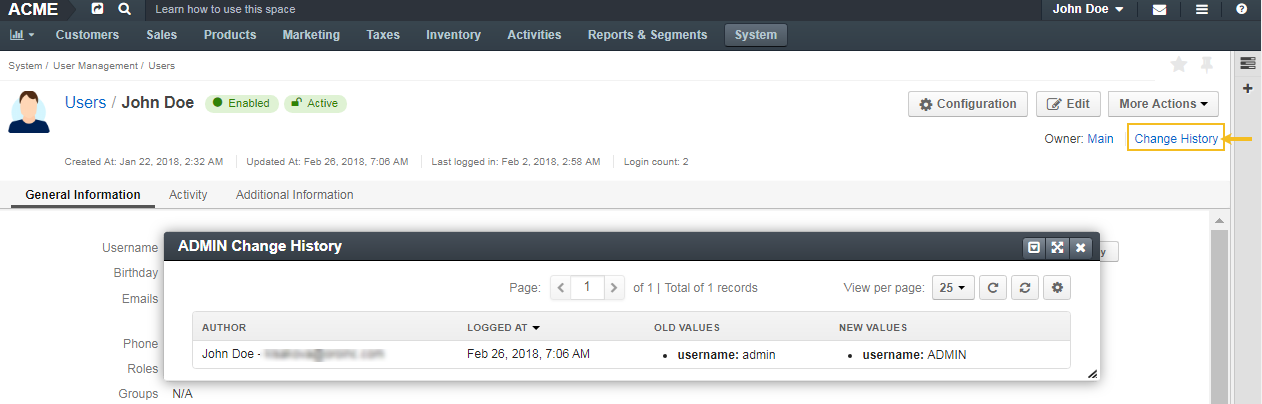 ACME Learn how to use this space John Doe
Customers Sales Products Marketing Taxes Inventory Activities Reports & Segments System
System / User Management / Users
Users / John Doe Enabled Active Configuration Edit More Actions
Owner: Main Change History
Created At: Jan 22, 2018, 2:32 AM Updated At: Feb 26, 2018, 7:06 AM Last logged in: Feb 2, 2018, 2:58 AM Login count: 2
General Information Activity Additional Information
Username
ADMIN Change History
Birthday
Emails
Page: 1 of 1 | Total of 1 records View per page: 25
AUTHOR LOGGED AT OLD VALUES NEW VALUES
Phone
John Doe - Feb 26, 2018, 7:06 AM • username: admin • username: ADMIN
Roles
Groups N/A